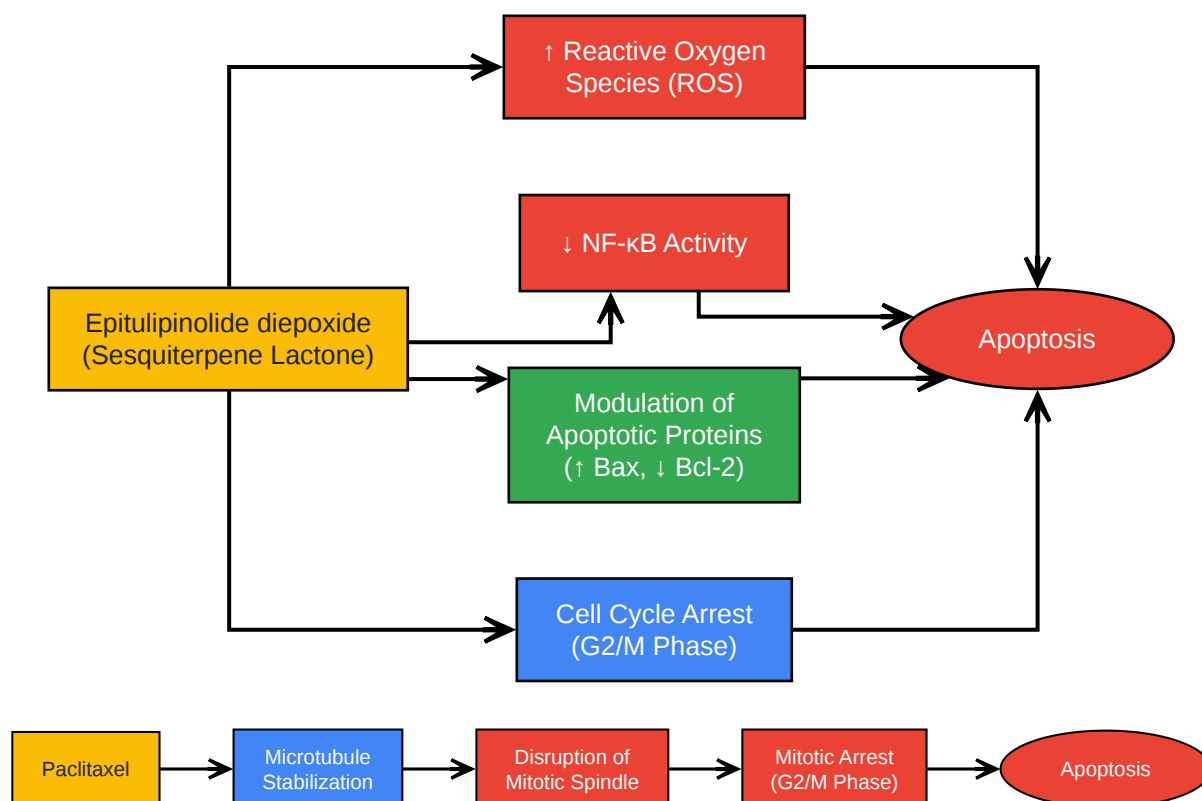 ↑ Reactive Oxygen
Species (ROS)
↓ NF-κB Activity
Epitulipinolide diepoxide
(Sesquiterpene Lactone)
Apoptosis
Modulation of
Apoptotic Proteins
(↑ Bax, ↓ Bcl-2)
Cell Cycle Arrest
(G2/M Phase)
Paclitaxel
Microtubule
Stabilization
Disruption of
Mitotic Spindle
Mitotic Arrest
(G2/M Phase)
Apoptosis